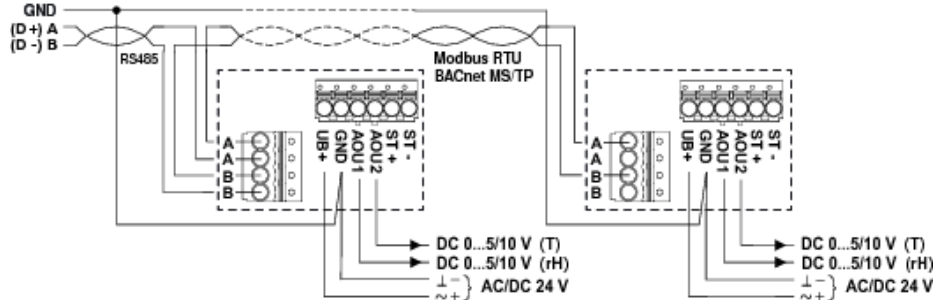 GND
(D +) A
(D -) B
RS485
Modbus RTU
BACnet MS/TP
A
A
B
B
UB+
GND
AOU1
AOU2
ST +
ST -
DC 0...5/10 V (T)
DC 0...5/10 V (rH)
⊥ −
~ +
AC/DC 24 V
A
A
B
B
UB+
GND
AOU1
AOU2
ST +
ST -
DC 0...5/10 V (T)
DC 0...5/10 V (rH)
⊥ −
~ +
AC/DC 24 V